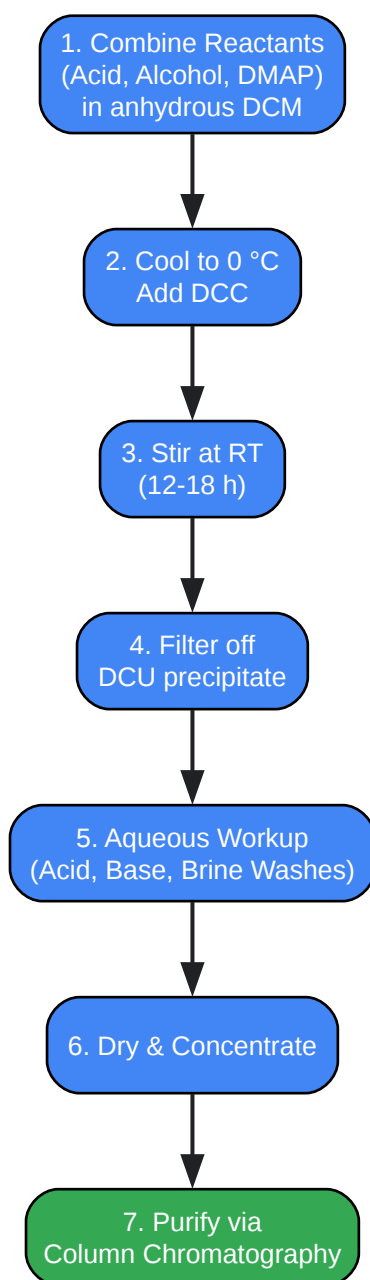 1. Combine Reactants
(Acid, Alcohol, DMAP)
in anhydrous DCM
2. Cool to 0 °C
Add DCC
3. Stir at RT
(12-18 h)
4. Filter off
DCU precipitate
5. Aqueous Workup
(Acid, Base, Brine Washes)
6. Dry & Concentrate
7. Purify via
Column Chromatography